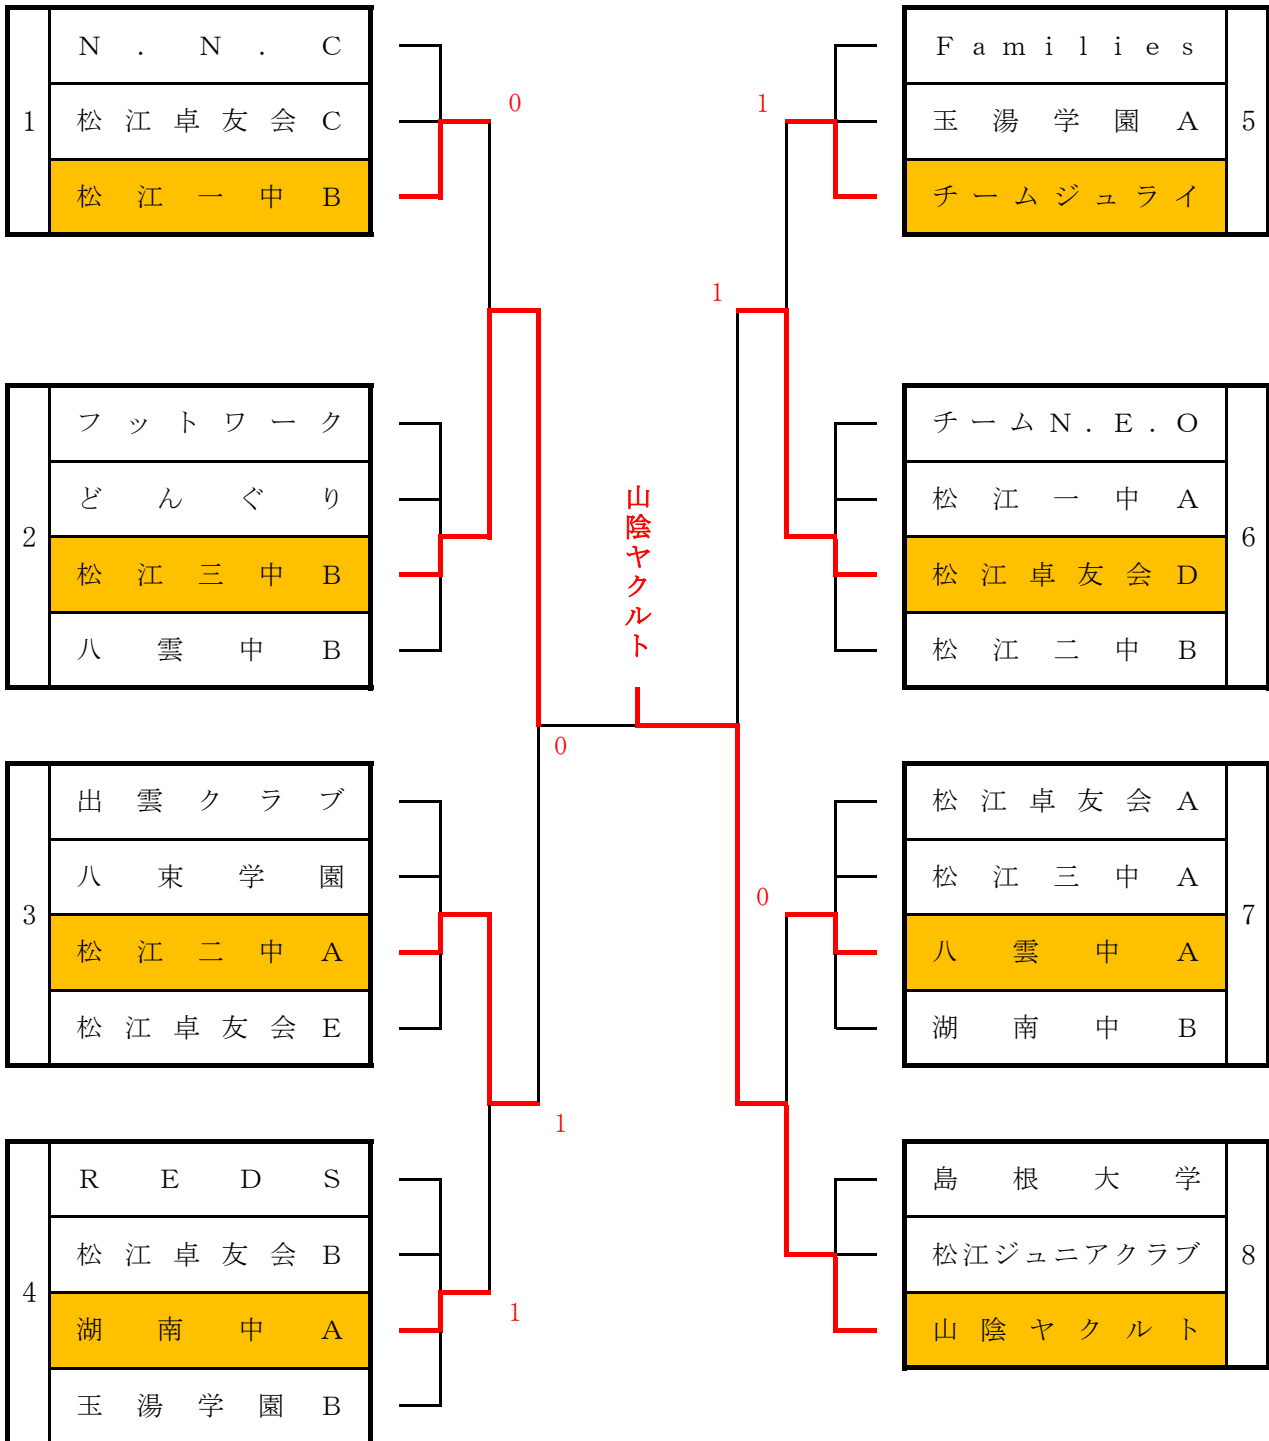 1
N.N.C
松江卓友会C
松江一中B
0
2
フットワーク
どんぐり
松江三中B
八雲中B
3
出雲クラブ
八束学園
松江二中A
松江卓友会E
0
1
4
REDS
松江卓友会B
湖南中A
玉湯学園B
1
山陰ヤクルト
1
Families
玉湯学園A
チームジュライ
5
1
チームN.E.O
松江一中A
松江卓友会D
松江二中B
6
松江卓友会A
松江三中A
八雲中A
湖南中B
7
0
島根大学
松江ジュニアクラブ
山陰ヤクルト
8